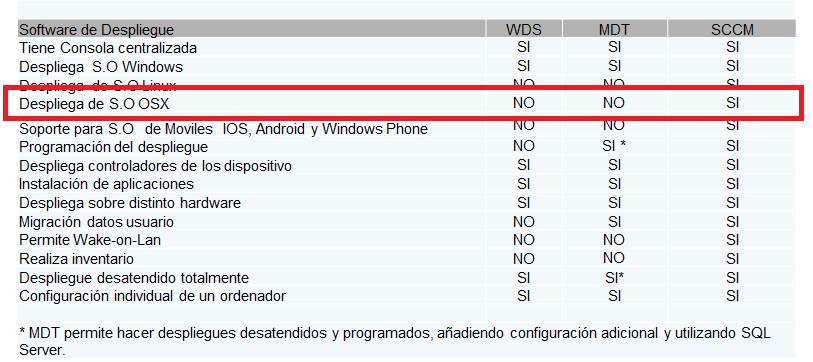 Software de Despliegue WDS MDT SCCM
Tiene Consola centralizada SI SI SI
Despliega S.O Windows SI SI SI
Despliega de S.O Linux NO NO SI
Despliega de S.O OSX NO NO SI
Soporte para S.O de Moviles IOS, Android y Windows Phone NO NO SI
Programación del despliegue NO SI * SI
Despliega controladores de los dispositivo SI SI SI
Instalación de aplicaciones SI SI SI
Despliega sobre distinto hardware SI SI SI
Migración datos usuario NO SI SI
Permite Wake-on-Lan NO NO SI
Realiza inventario NO NO SI
Despliegue desatendido totalmente SI SI* SI
Configuración individual de un ordenador SI SI SI
* MDT permite hacer despliegues desatendidos y programados, añadiendo configuración adicional y utilizando SQL
Server.